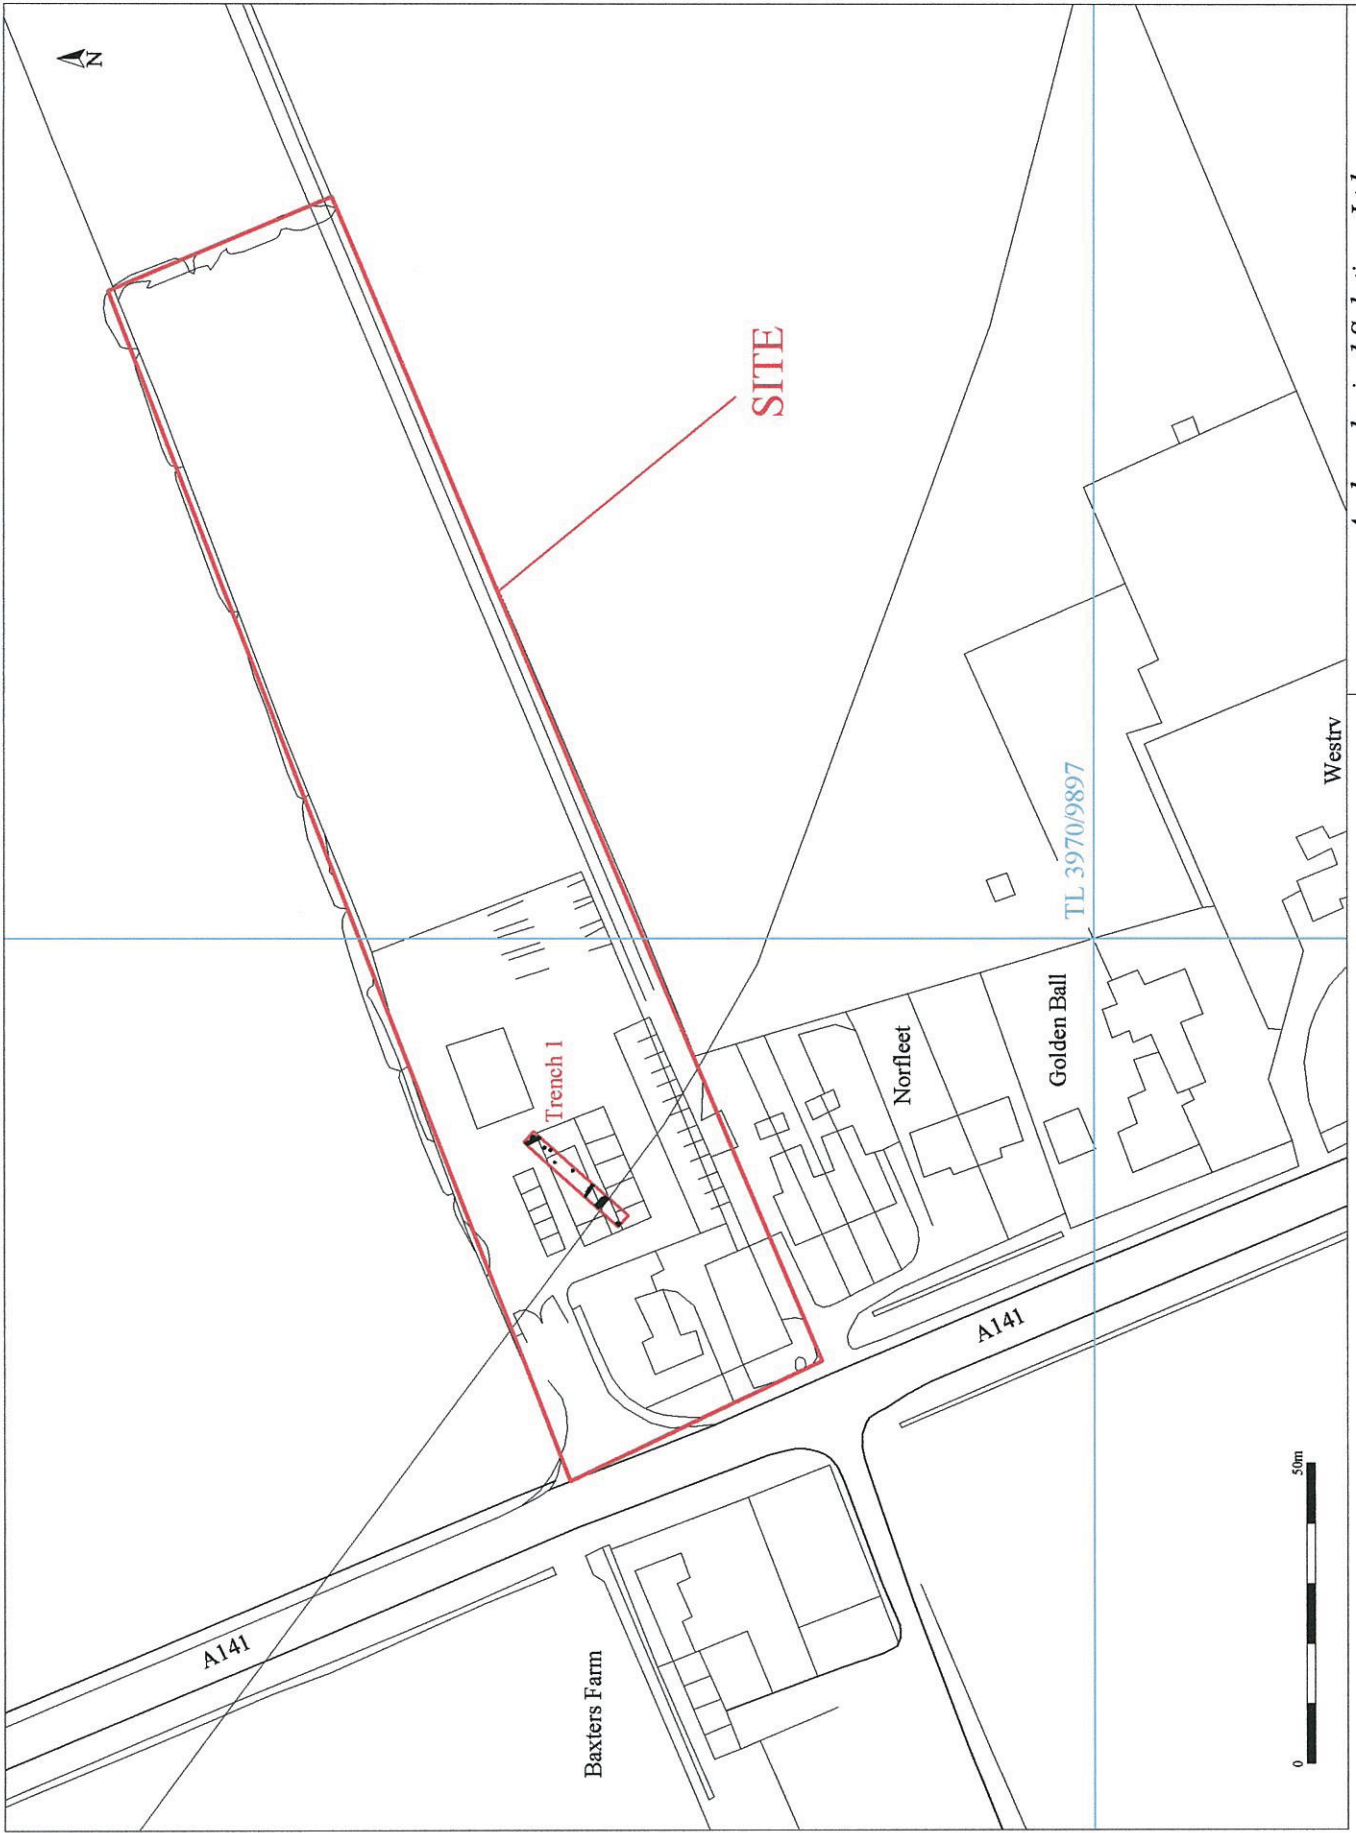 N
SITE
Trench 1
TL 3970/9897
Norfleet
Golden Ball
Westry
A141
A141
Baxters Farm
0
50m